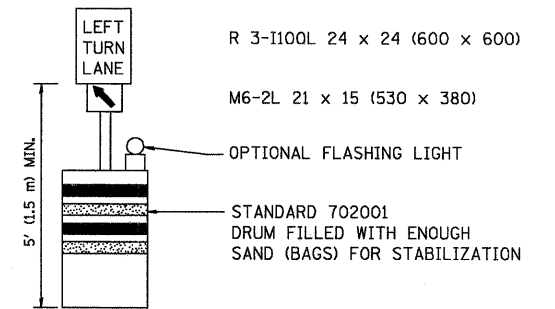 LEFT
TURN
LANE
R 3-I100L 24 x 24 (600 x 600)
M6-2L 21 x 15 (530 x 380)
OPTIONAL FLASHING LIGHT
5' (1.5 m) MIN.
STANDARD 702001
DRUM FILLED WITH ENOUGH
SAND (BAGS) FOR STABILIZATION